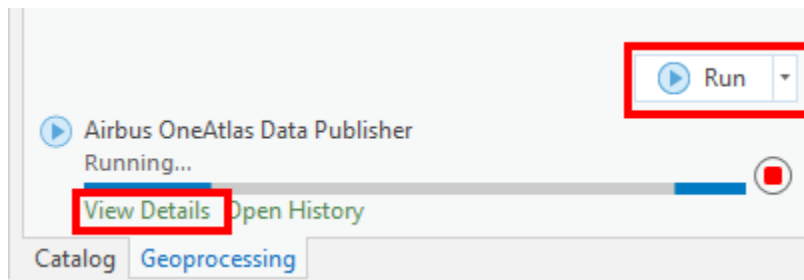 Run
Airbus OneAtlas Data Publisher
Running...
View Details Open History
Catalog Geoprocessing